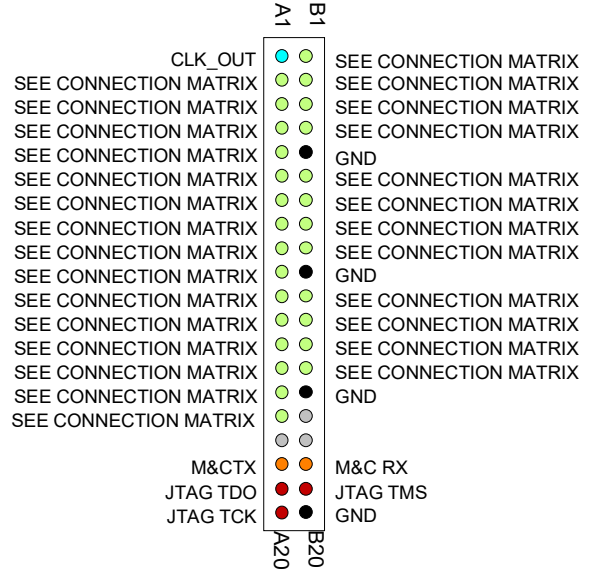 A1 B1
CLK_OUT SEE CONNECTION MATRIX
SEE CONNECTION MATRIX SEE CONNECTION MATRIX
SEE CONNECTION MATRIX SEE CONNECTION MATRIX
SEE CONNECTION MATRIX SEE CONNECTION MATRIX
SEE CONNECTION MATRIX GND
SEE CONNECTION MATRIX SEE CONNECTION MATRIX
SEE CONNECTION MATRIX SEE CONNECTION MATRIX
SEE CONNECTION MATRIX SEE CONNECTION MATRIX
SEE CONNECTION MATRIX SEE CONNECTION MATRIX
SEE CONNECTION MATRIX GND
SEE CONNECTION MATRIX SEE CONNECTION MATRIX
SEE CONNECTION MATRIX SEE CONNECTION MATRIX
SEE CONNECTION MATRIX SEE CONNECTION MATRIX
SEE CONNECTION MATRIX SEE CONNECTION MATRIX
SEE CONNECTION MATRIX GND
SEE CONNECTION MATRIX
M&CTX M&C RX
JTAG TDO JTAG TMS
JTAG TCK GND
A20 B20